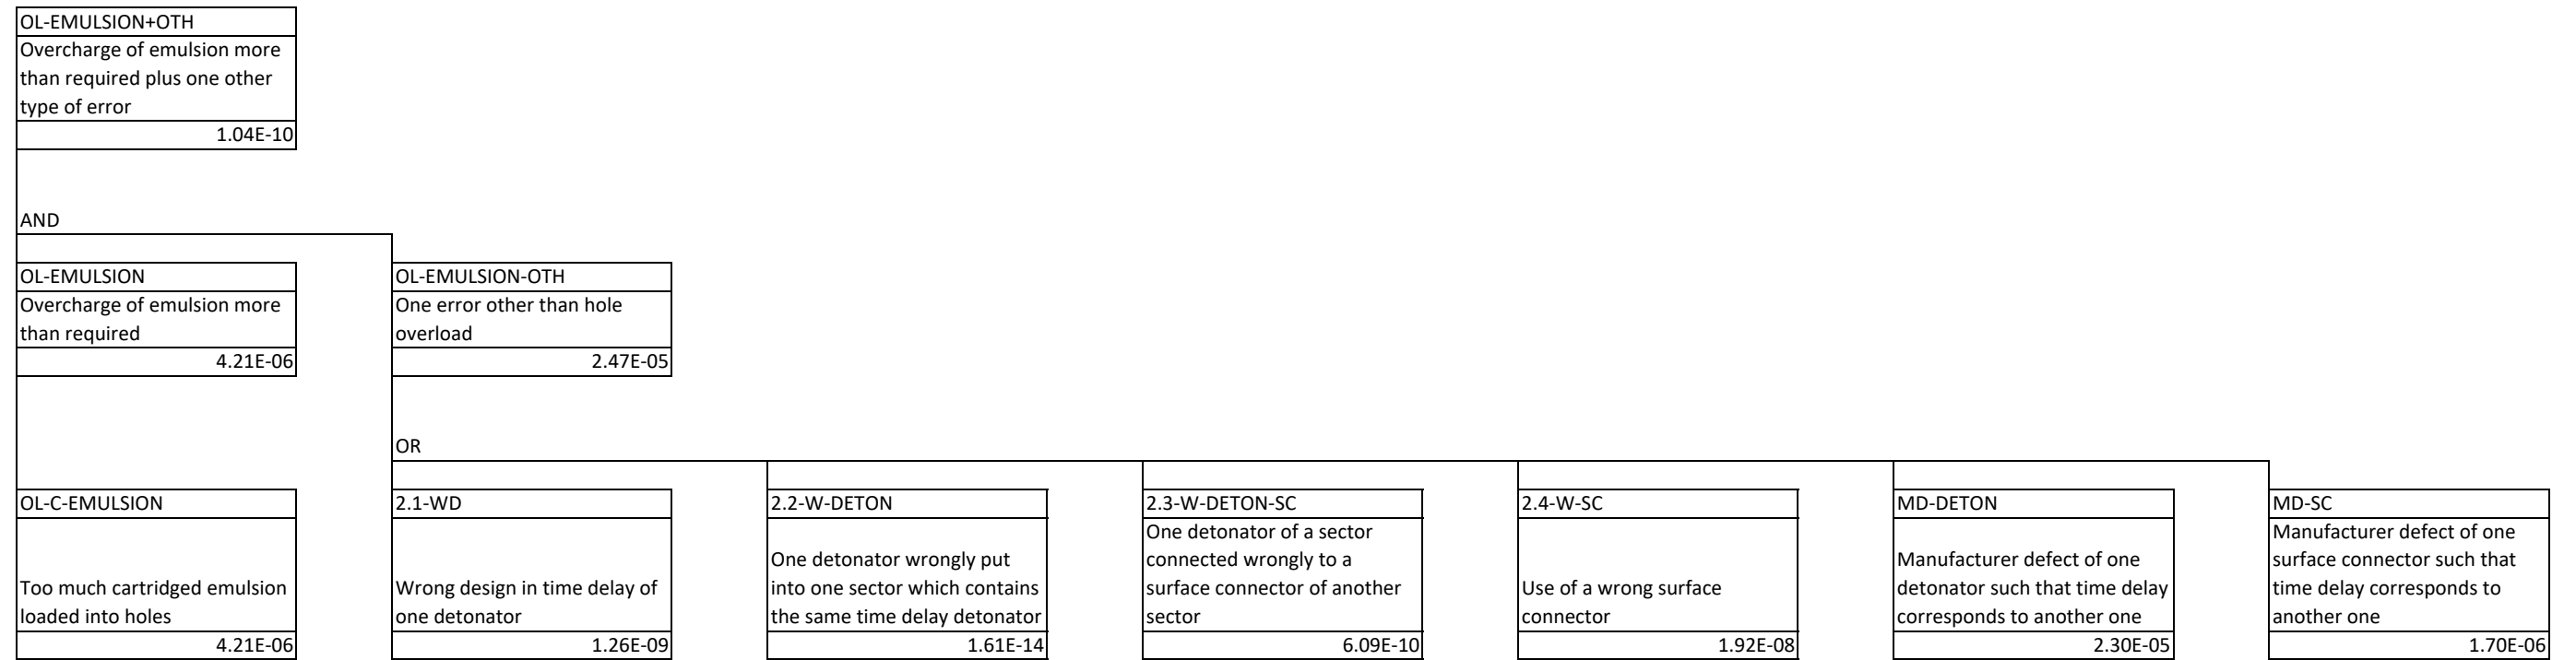 OL-EMULSION+OTH
Overcharge of emulsion more
than required plus one other
type of error
1.04E-10
AND
OL-EMULSION
Overcharge of emulsion more
than required
4.21E-06
OL-EMULSION-OTH
One error other than hole
overload
2.47E-05
OR
OL-C-EMULSION
Too much cartridged emulsion
loaded into holes
4.21E-06
2.1-WD
Wrong design in time delay of
one detonator
1.26E-09
2.2-W-DETON
One detonator wrongly put
into one sector which contains
the same time delay detonator
1.61E-14
2.3-W-DETON-SC
One detonator of a sector
connected wrongly to a
surface connector of another
sector
6.09E-10
2.4-W-SC
Use of a wrong surface
connector
1.92E-08
MD-DETON
Manufacturer defect of one
detonator such that time delay
corresponds to another one
2.30E-05
MD-SC
Manufacturer defect of one
surface connector such that
time delay corresponds to
another one
1.70E-06